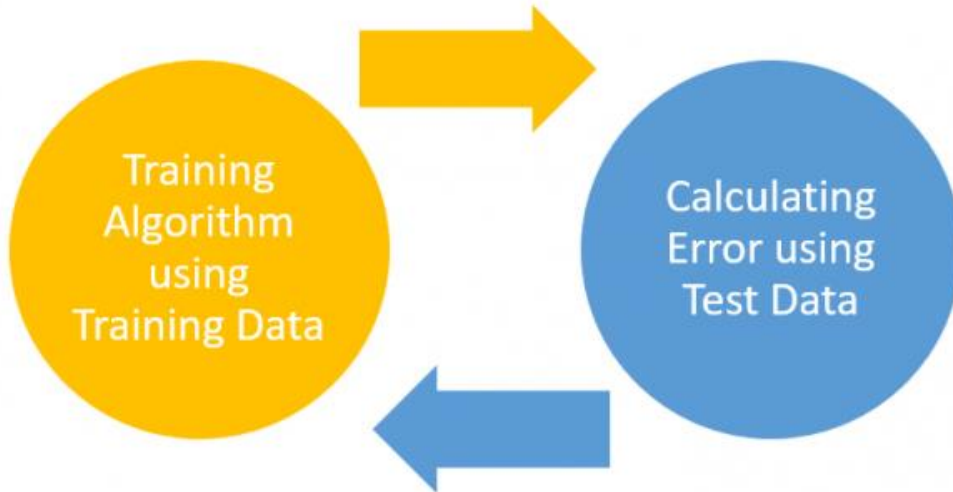 Training
Algorithm
using
Training Data
Calculating
Error using
Test Data